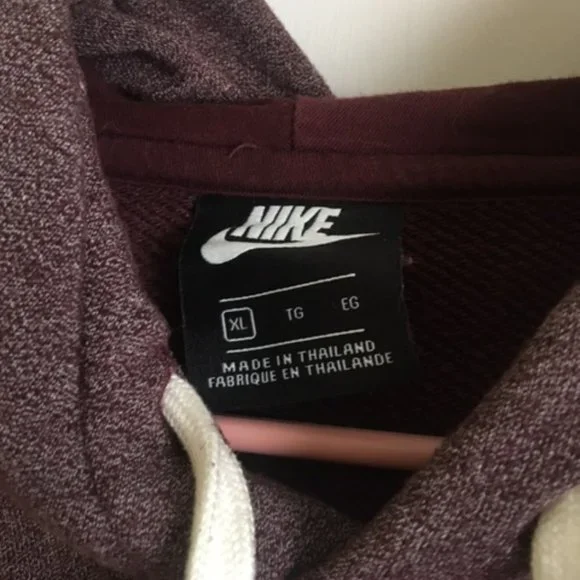 NIKE
XL TG EG
MADE IN THAILAND
FABRIQUE EN THAILANDE